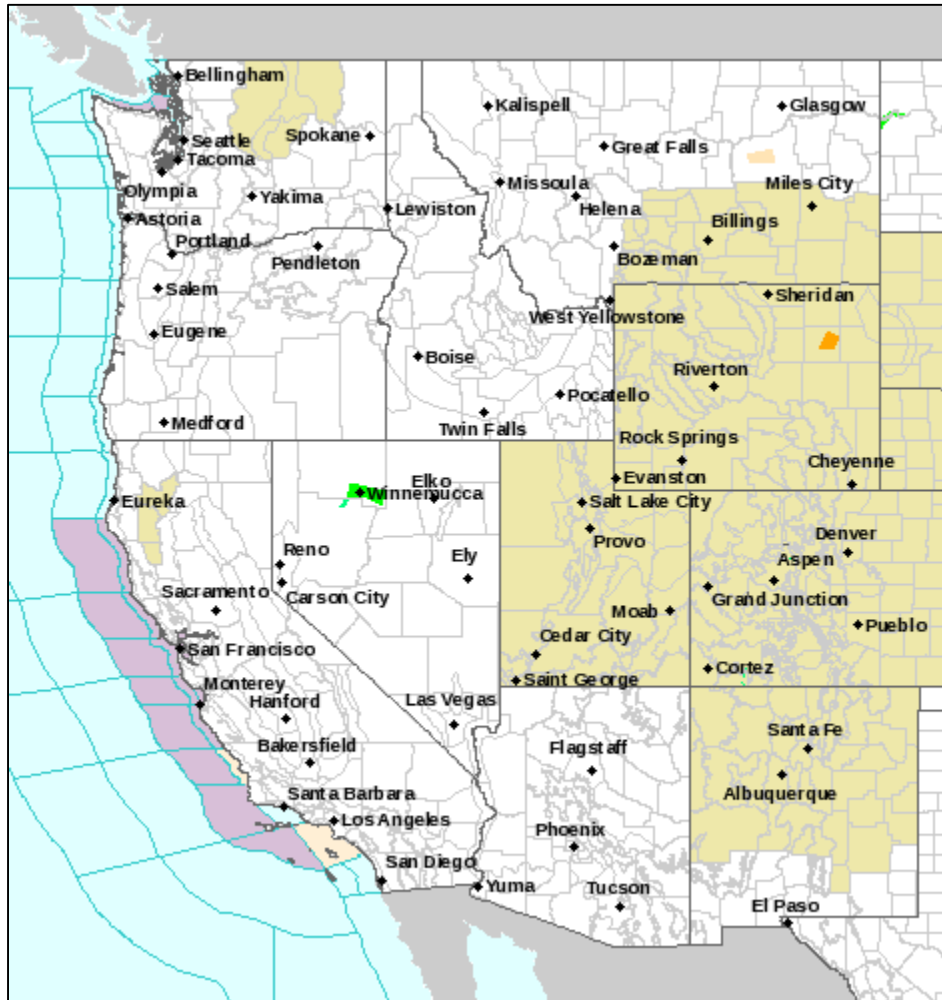 Bellingham
Kalispell
Glasgow
Seattle
Spokane
Great Falls
Tacoma
Olympia
Yakima
Missoula
Miles City
Astoria
Lewiston
Helena
Billings
Portland
Pendleton
Bozeman
Salem
Sheridan
West Yellowstone
Eugene
Boise
Riverton
Pocatello
Medford
Twin Falls
Rock Springs
Cheyenne
Eureka
Winnemucca
Elko
Evanston
Salt Lake City
Provo
Denver
Reno
Ely
Aspen
Sacramento
Carson City
Grand Junction
Moab
Pueblo
San Francisco
Cedar City
Cortez
Monterey
Saint George
Hanford
Las Vegas
Santa Fe
Bakersfield
Flagstaff
Albuquerque
Santa Barbara
Los Angeles
Phoenix
San Diego
Yuma
Tucson
El Paso